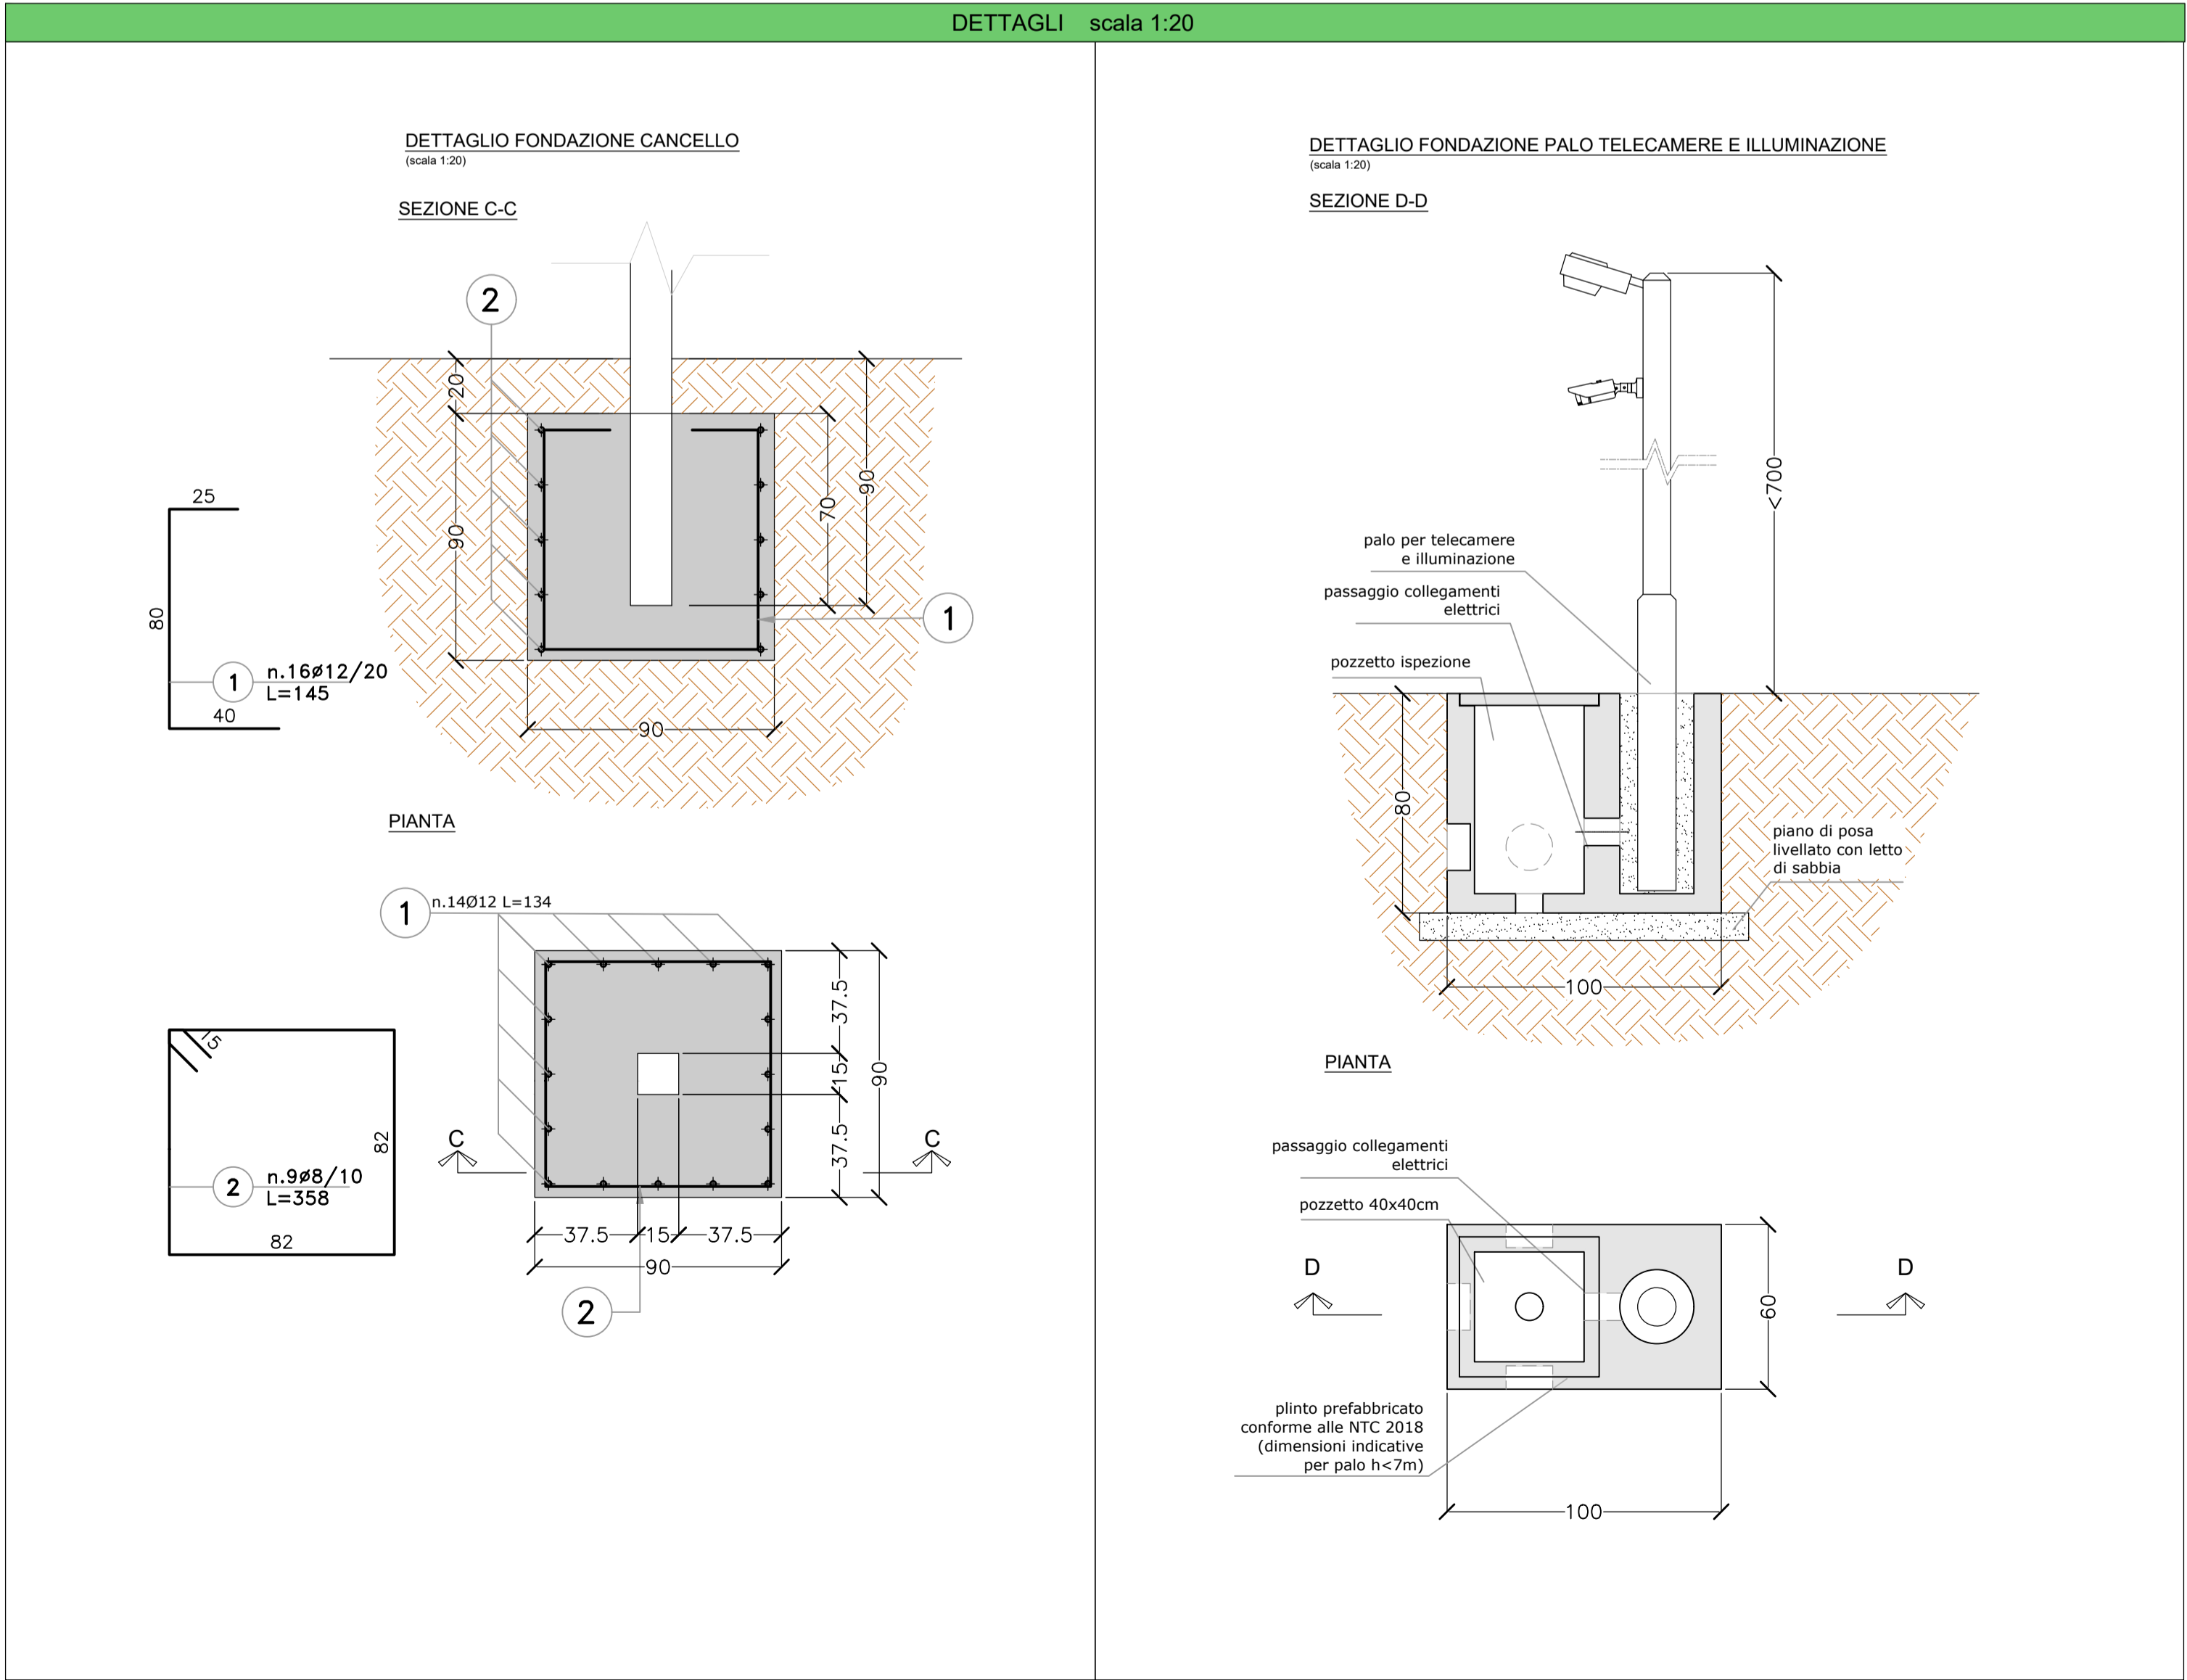 DETTAGLI scala 1:20
DETTAGLIO FONDAZIONE CANCELLO
(scala 1:20)
SEZIONE C-C
2
20
90
70
90
90
1
25
80
40
1
n.16ø12/20
L=145
PIANTA
1
n.14Ø12 L=134
37.5
15
37.5
90
C
C
37.5
15
37.5
90
2
15
82
82
2
n.9ø8/10
L=358
DETTAGLIO FONDAZIONE PALO TELECAMERE E ILLUMINAZIONE
(scala 1:20)
SEZIONE D-D
<700
palo per telecamere
e illuminazione
passaggio collegamenti
elettrici
pozzetto ispezione
80
piano di posa
livellato con letto
di sabbia
100
PIANTA
passaggio collegamenti
elettrici
pozzetto 40x40cm
D
D
60
plinto prefabbricato
conforme alle NTC 2018
(dimensioni indicative
per palo h<7m)
100